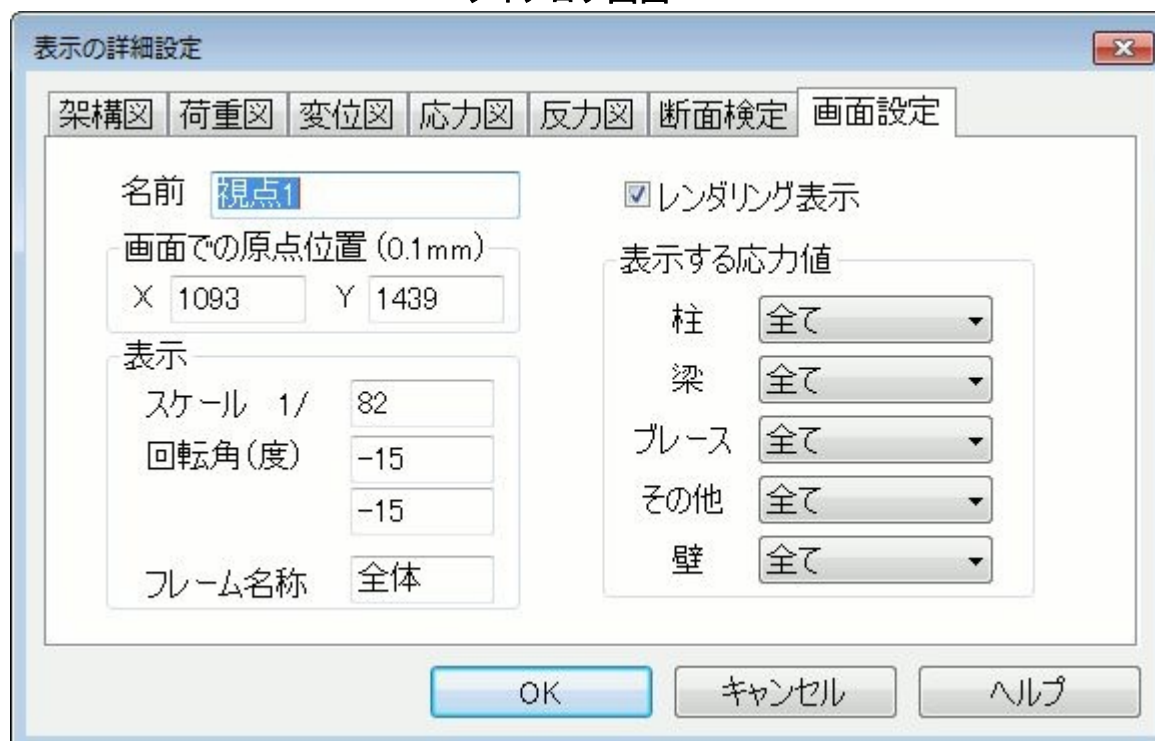 表示の詳細設定
架構図 荷重図 変位図 応力図 反力図 断面検定 画面設定
名前 視点1
画面での原点位置(0.1mm)
X 1093 Y 1439
表示
スケール 1/ 82
回転角(度) -15
-15
フレーム名称 全体
レンダリング表示
表示する応力値
柱 全て
梁 全て
ブレース 全て
その他 全て
壁 全て
OK キャンセル ヘルプ